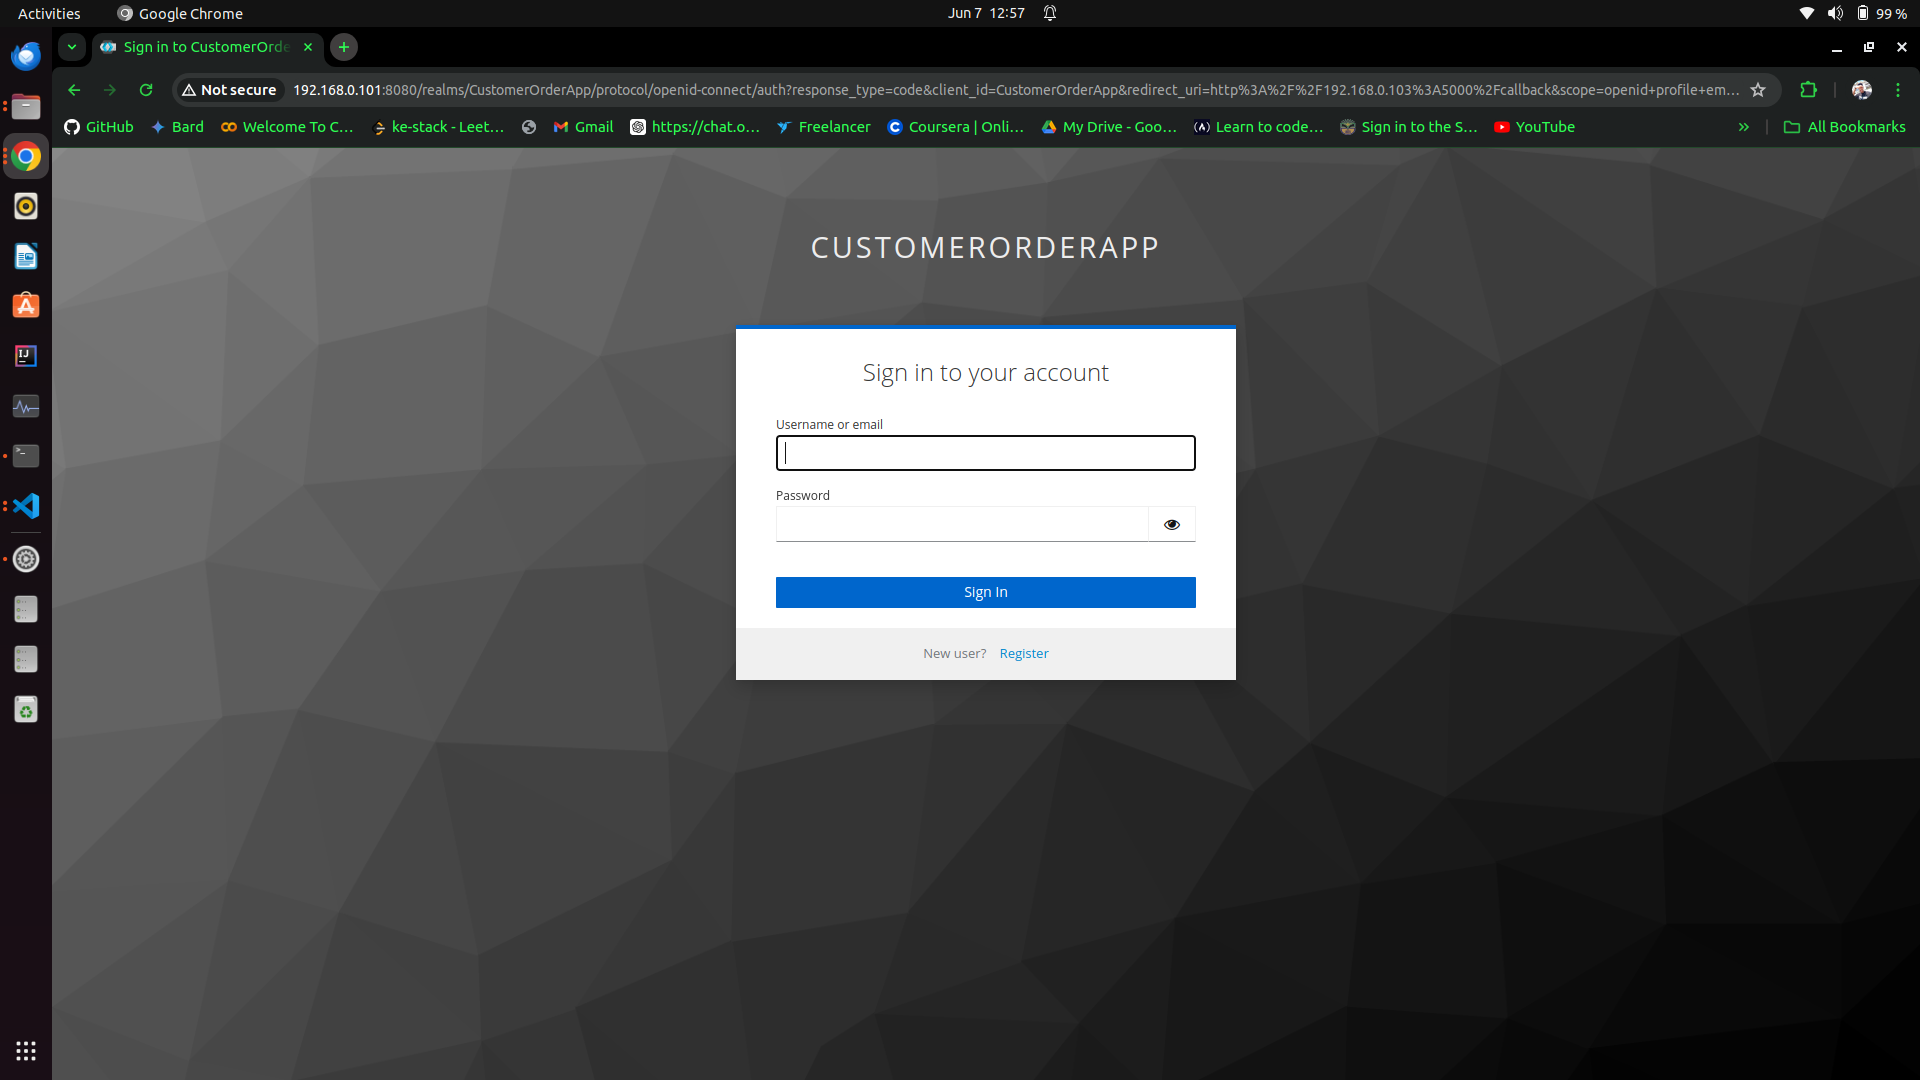 Activities Google Chrome Jun 7 12:57 99 %
Sign in to CustomerOrde
Not secure 192.168.0.101:8080/realms/CustomerOrderApp/protocol/openid-connect/auth?response_type=code&client_id=CustomerOrderApp&redirect_uri=http%3A%2F%2F192.168.0.103%3A5000%2Fcallback&scope=openid+profile+em...
GitHub Bard Welcome To C... ke-stack - Leet... Gmail https://chat.o... Freelancer Coursera | Onli... My Drive - Goo... Learn to code... Sign in to the S... YouTube » All Bookmarks
CUSTOMERORDERAPP
Sign in to your account
Username or email
Password
Sign In
New user? Register